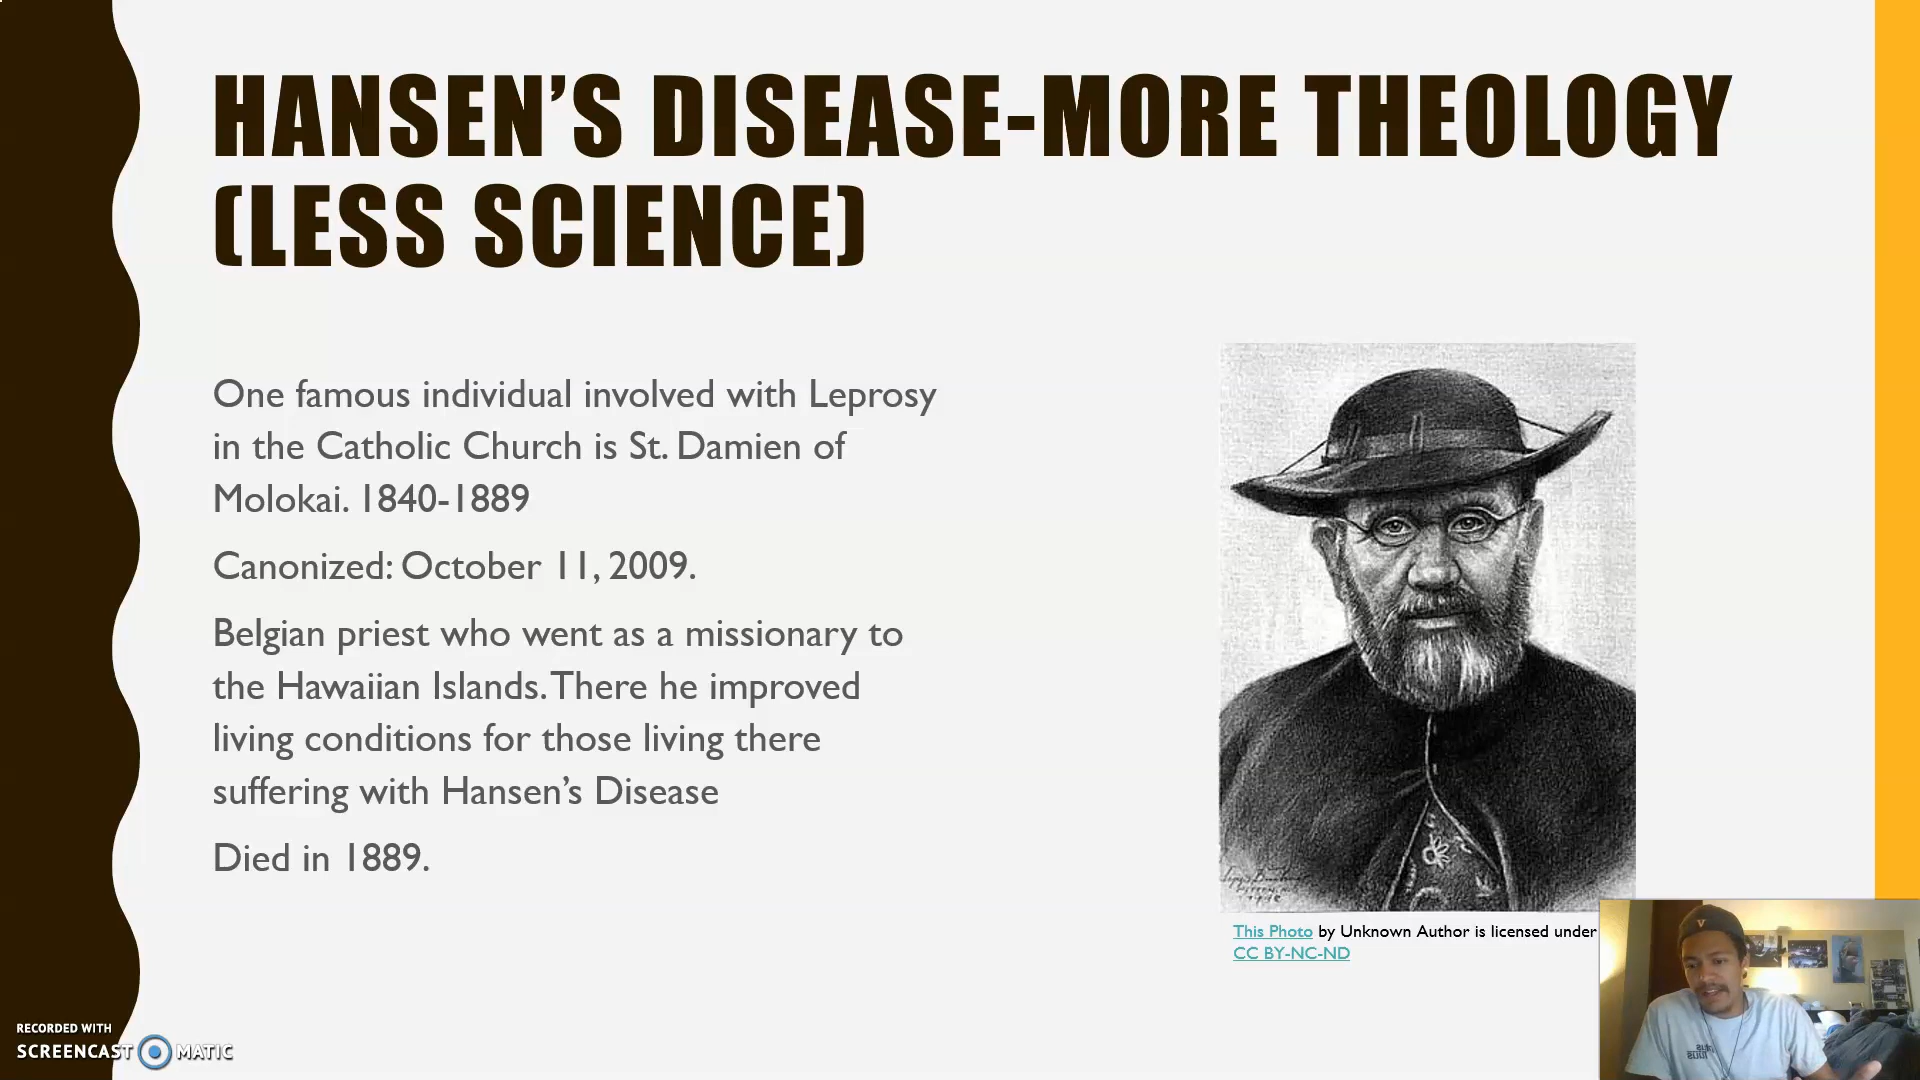 HANSEN'S DISEASE-MORE THEOLOGY
(LESS SCIENCE)
One famous individual involved with Leprosy
in the Catholic Church is St. Damien of
Molokai. 1840-1889
Canonized: October 11, 2009.
Belgian priest who went as a missionary to
the Hawaiian Islands. There he improved
living conditions for those living there
suffering with Hansen's Disease
Died in 1889.
This Photo by Unknown Author is licensed under
CC BY-NC-ND
RECORDED WITH
SCREENCAST MATIC